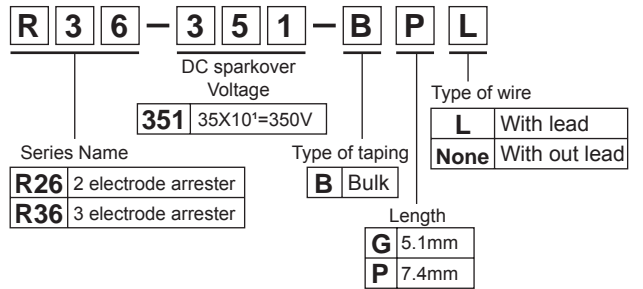 R 3 6 - 3 5 1 - B P L
DC sparkover
Voltage
351 35X10¹=350V
Type of wire
L With lead
None With out lead
Series Name
R26 2 electrode arrester
R36 3 electrode arrester
Type of taping
B Bulk
Length
G 5.1mm
P 7.4mm